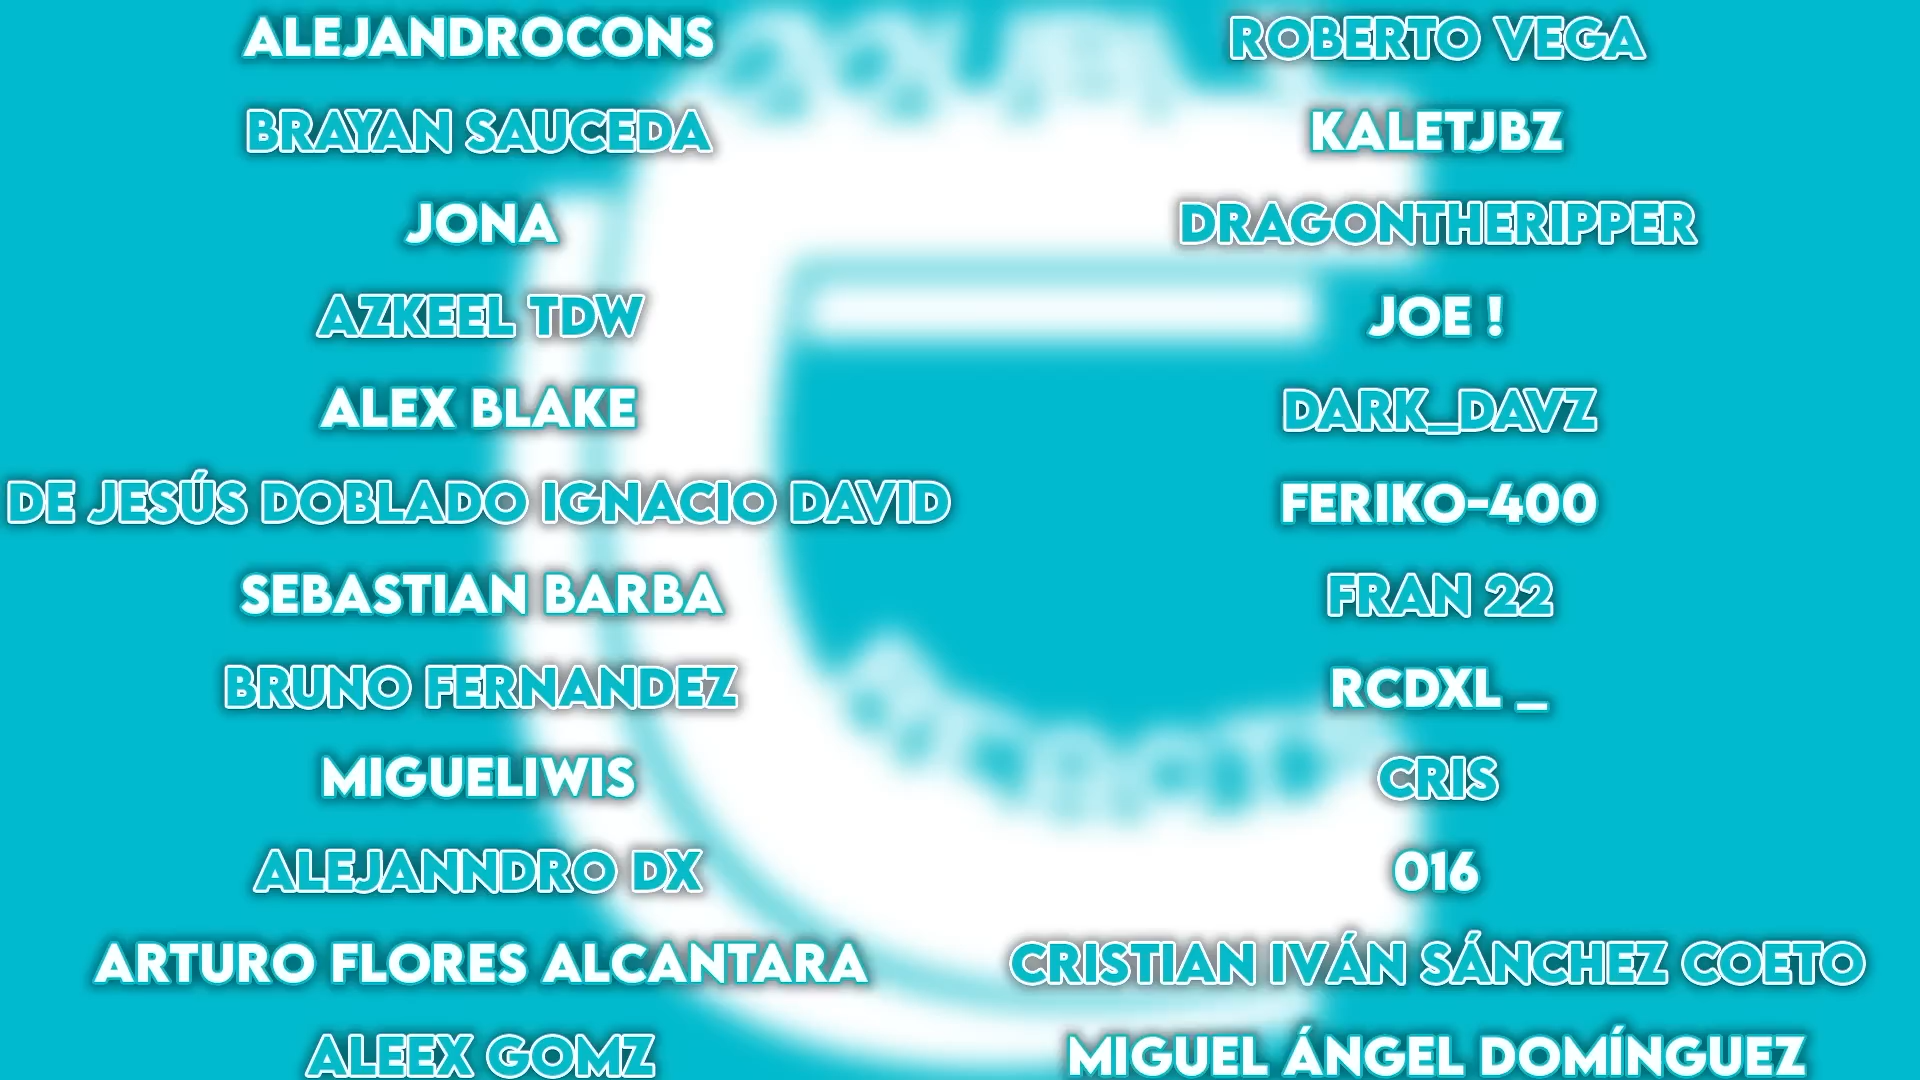 ALEJANDROCONS
BRAYAN SAUCEDA
JONA
AZKEEL TDW
ALEX BLAKE
DE JESÚS DOBLADO IGNACIO DAVID
SEBASTIAN BARBA
BRUNO FERNANDEZ
MIGUELIWIS
ALEJANNDRO DX
ARTURO FLORES ALCANTARA
ALEEX GOMZ
ROBERTO VEGA
KALETJBZ
DRAGONTHERIPPER
JOE !
DARK_DAVZ
FERIKO-400
FRAN 22
RCDXL _
CRIS
016
CRISTIAN IVÁN SÁNCHEZ COETO
MIGUEL ÁNGEL DOMÍNGUEZ